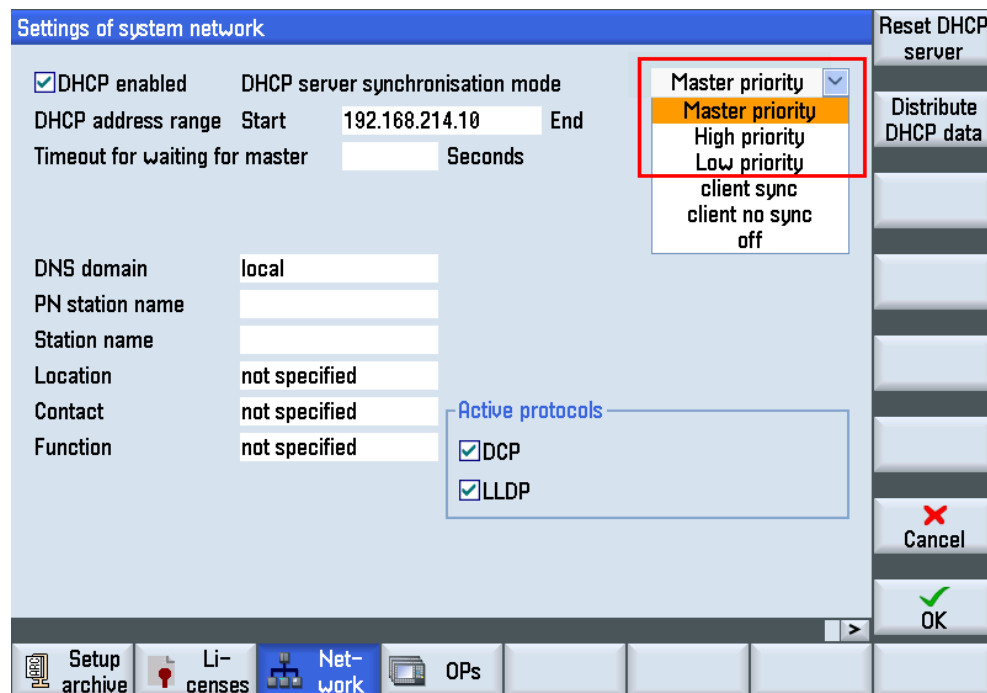 Settings of system network
Reset DHCP
server
DHCP enabled DHCP server synchronisation mode Master priority
DHCP address range Start 192.168.214.10 End
Timeout for waiting for master Seconds
Master priority
High priority
Low priority
client sync
client no sync
off
Distribute
DHCP data
DNS domain local
PN station name
Station name
Location not specified
Contact not specified
Function not specified
Active protocols
DCP
LLDP
Cancel
OK
>
Setup
archive
Li-
censes
Net-
work
OPs